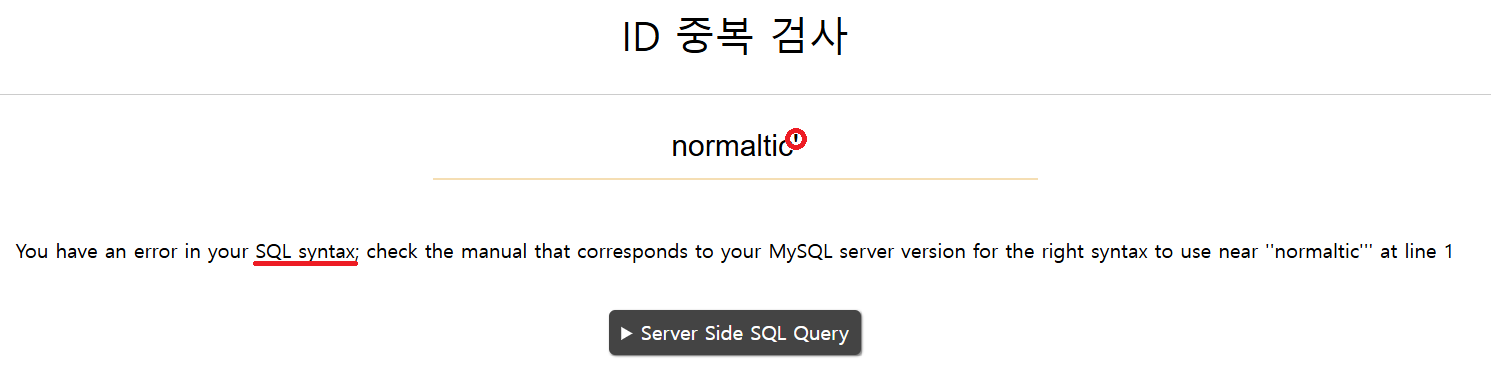 ID 중복 검사
normaltic'
You have an error in your SQL syntax; check the manual that corresponds to your MySQL server version for the right syntax to use near ''normaltic''' at line 1
▶ Server Side SQL Query